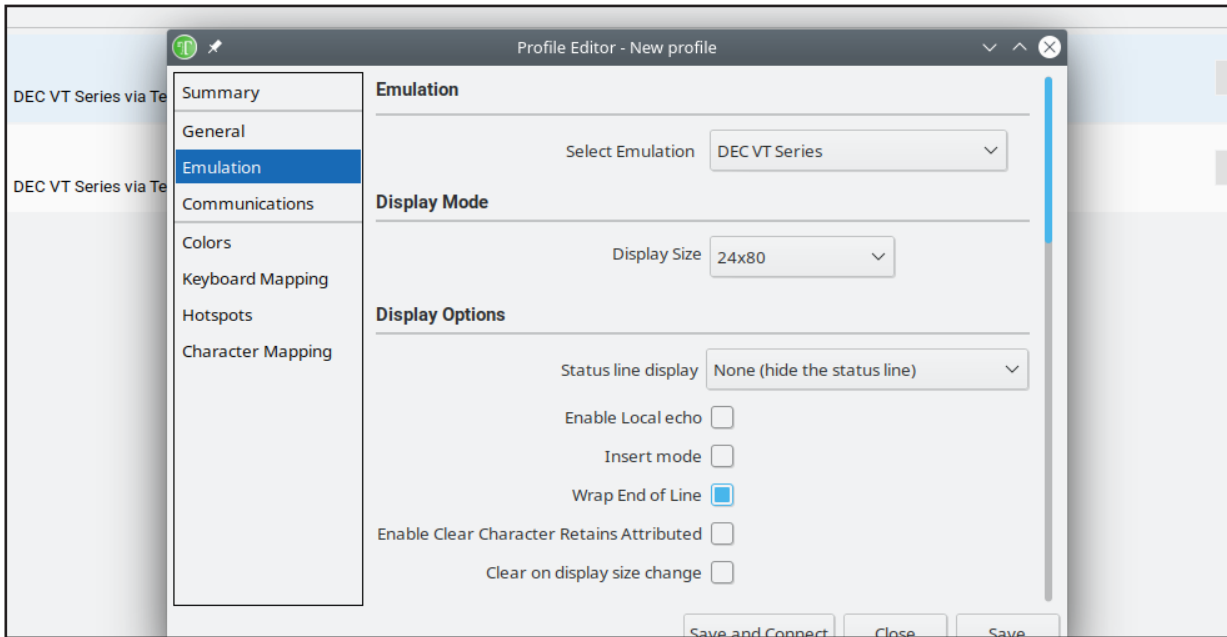 Profile Editor - New profile
DEC VT Series via Te
DEC VT Series via Te
Summary
General
Emulation
Communications
Colors
Keyboard Mapping
Hotspots
Character Mapping
Emulation
Select Emulation DEC VT Series
Display Mode
Display Size 24x80
Display Options
Status line display None (hide the status line)
Enable Local echo
Insert mode
Wrap End of Line
Enable Clear Character Retains Attributed
Clear on display size change
Save and Connect Close Save